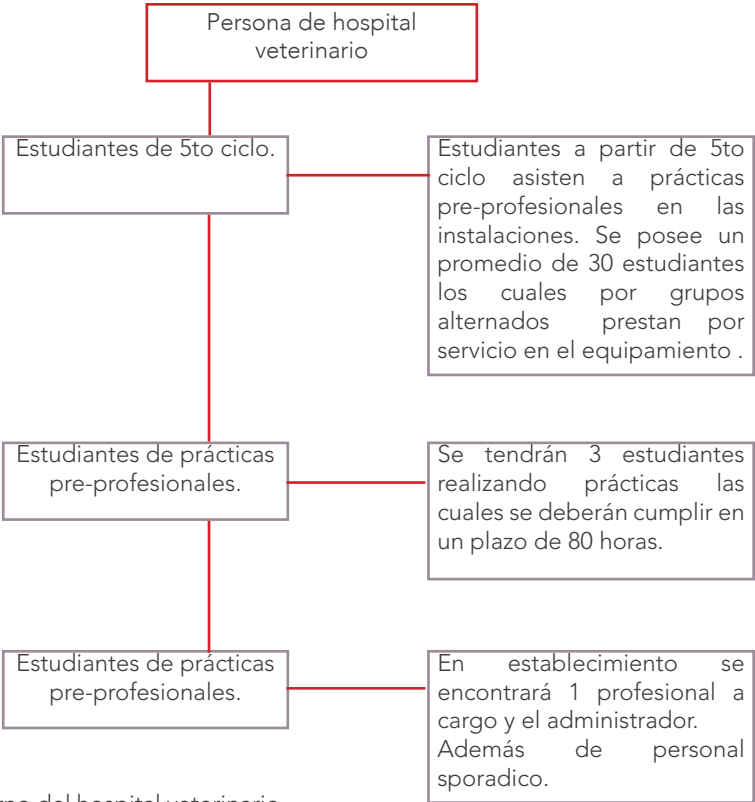 Persona de hospital
veterinario
Estudiantes de 5to ciclo.
Estudiantes a partir de 5to
ciclo asisten a prácticas
pre-profesionales en las
instalaciones. Se posee un
promedio de 30 estudiantes
los cuales por grupos
alternados prestan por
servicio en el equipamiento .
Estudiantes de prácticas
pre-profesionales.
Se tendrán 3 estudiantes
realizando prácticas las
cuales se deberán cumplir en
un plazo de 80 horas.
Estudiantes de prácticas
pre-profesionales.
En establecimiento se
encontrará 1 profesional a
cargo y el administrador.
Además de personal
sporadico.
del hospital veterinario